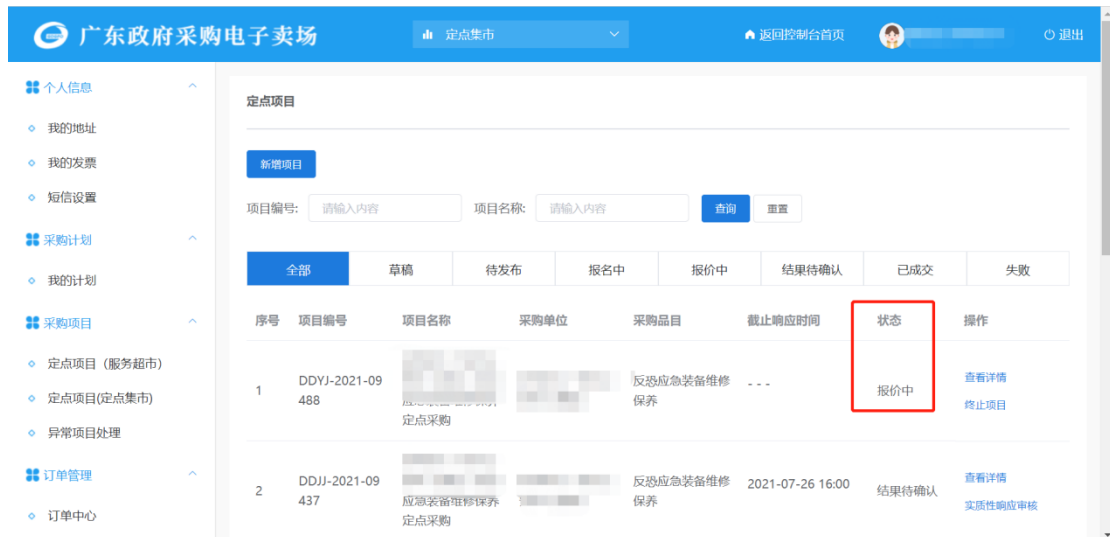 广东政府采购电子卖场
定点集市
返回控制台首页
退出
个人信息
我的地址
我的发票
短信设置
采购计划
我的计划
采购项目
定点项目（服务超市）
定点项目(定点集市)
异常项目处理
订单管理
订单中心
定点项目
新增项目
项目编号: 请输入内容 项目名称: 请输入内容 查询 重置
全部 草稿 待发布 报名中 报价中 结果待确认 已成交 失败
序号 项目编号 项目名称 采购单位 采购品目 截止响应时间 状态 操作
1 DDYJ-2021-09 反恐应急装备维修 - - - 报价中 查看详情
488 保养 终止项目
定点采购
2 DDJJ-2021-09 反恐应急装备维修 2021-07-26 16:00 结果待确认 查看详情
437 应急装备维修保养 保养 实质性响应审核
定点采购